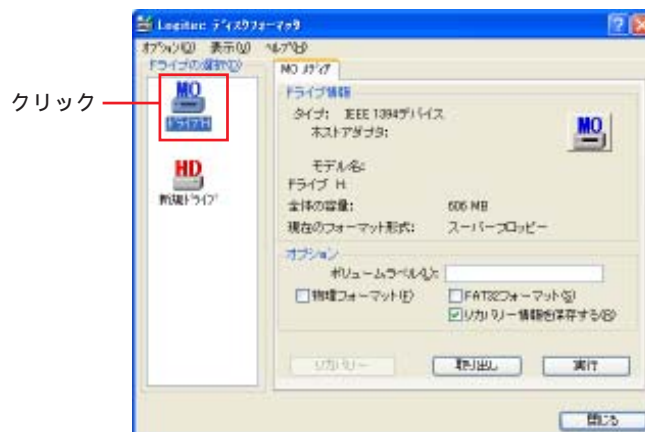 Logitec ディスクフォーマッタ
オプション(O) 表示(V) ヘルプ(H)
ドライブの選択(D)
クリック
MO
ドライブH
HD
新規ドライブ
MO メディア
ドライブ情報
タイプ: IEEE 1394デバイス
ホストアダプタ:
MO
モデル名:
ドライブ H:
全体の容量: 606 MB
現在のフォーマット形式: スーパーフロッピー
オプション
ボリュームラベル(L):
物理フォーマット(F)
FAT32フォーマット(S)
リカバリー情報を保存する(R)
リカバリー 取り出し 実行
閉じる